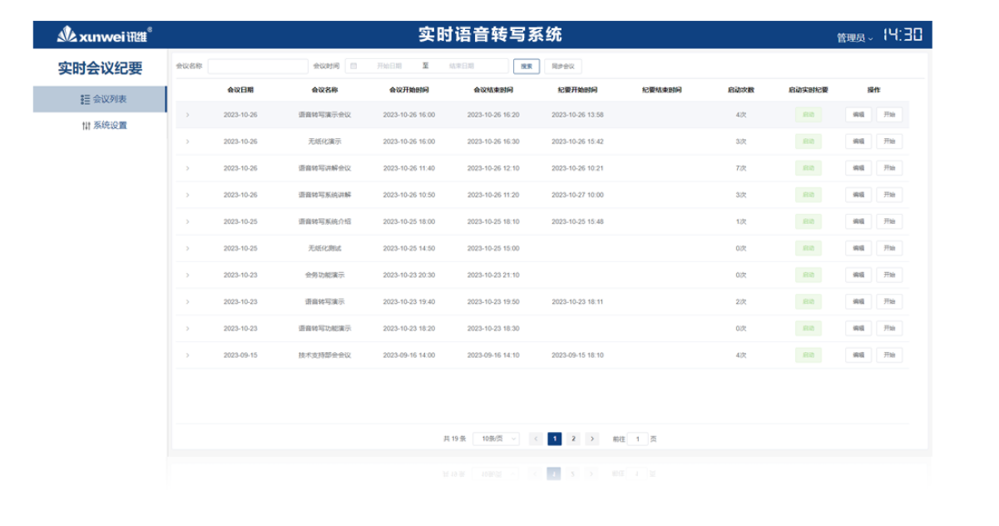 xunwei 讯维®
实时语音转写系统
管理员 14:30
实时会议纪要
会议列表
系统设置
会议名称 会议时间 开始日期 至 结束日期 搜索 同步会议
会议日期 会议名称 会议开始时间 会议结束时间 纪要开始时间 纪要结束时间 启动次数 启动实时纪要 操作
2023-10-26 语音转写演示会议 2023-10-26 16:00 2023-10-26 16:20 2023-10-26 13:58 4次 启动 编辑 开始
2023-10-26 无纸化演示 2023-10-26 16:00 2023-10-26 16:30 2023-10-26 15:42 3次 启动 编辑 开始
2023-10-26 语音转写讲解会议 2023-10-26 11:40 2023-10-26 12:10 2023-10-26 10:21 7次 启动 编辑 开始
2023-10-26 语音转写系统讲解 2023-10-26 10:50 2023-10-26 11:20 2023-10-27 10:00 3次 启动 编辑 开始
2023-10-25 语音转写系统介绍 2023-10-25 18:00 2023-10-25 18:10 2023-10-25 15:48 1次 启动 编辑 开始
2023-10-25 无纸化测试 2023-10-25 14:50 2023-10-25 15:00 0次 启动 编辑 开始
2023-10-23 会务功能演示 2023-10-23 20:30 2023-10-23 21:10 0次 启动 编辑 开始
2023-10-23 语音转写演示 2023-10-23 19:40 2023-10-23 19:50 2023-10-23 18:11 2次 启动 编辑 开始
2023-10-23 语音转写功能演示 2023-10-23 18:20 2023-10-23 18:30 0次 启动 编辑 开始
2023-09-15 技术支持部会会议 2023-09-16 14:00 2023-09-16 14:10 2023-09-15 18:10 4次 启动 编辑 开始
共 19 条 10条/页 1 2 前往 1 页